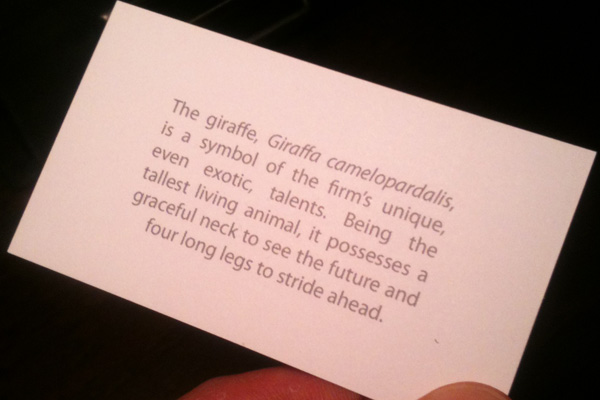 The giraffe, Giraffa camelopardalis,
is a symbol of the firm's unique,
even exotic, talents. Being the
tallest living animal, it possesses a
graceful neck to see the future and
four long legs to stride ahead.